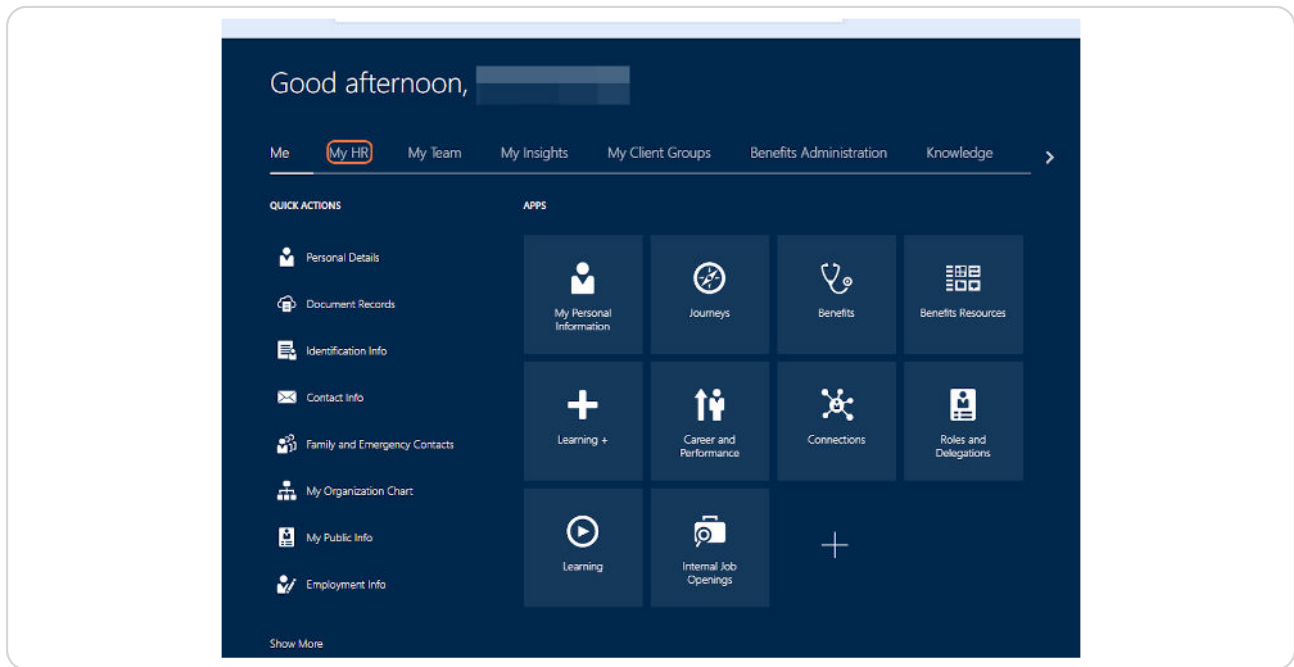 Good afternoon,
Me My HR My Team My Insights My Client Groups Benefits Administration Knowledge
QUICK ACTIONS
Personal Details
Document Records
Identification Info
Contact Info
Family and Emergency Contacts
My Organization Chart
My Public Info
Employment Info
Show More
APPS
My Personal
Information
Journeys
Benefits
Benefits Resources
Learning +
Career and
Performance
Connections
Roles and
Delegations
Learning
Internal Job
Openings